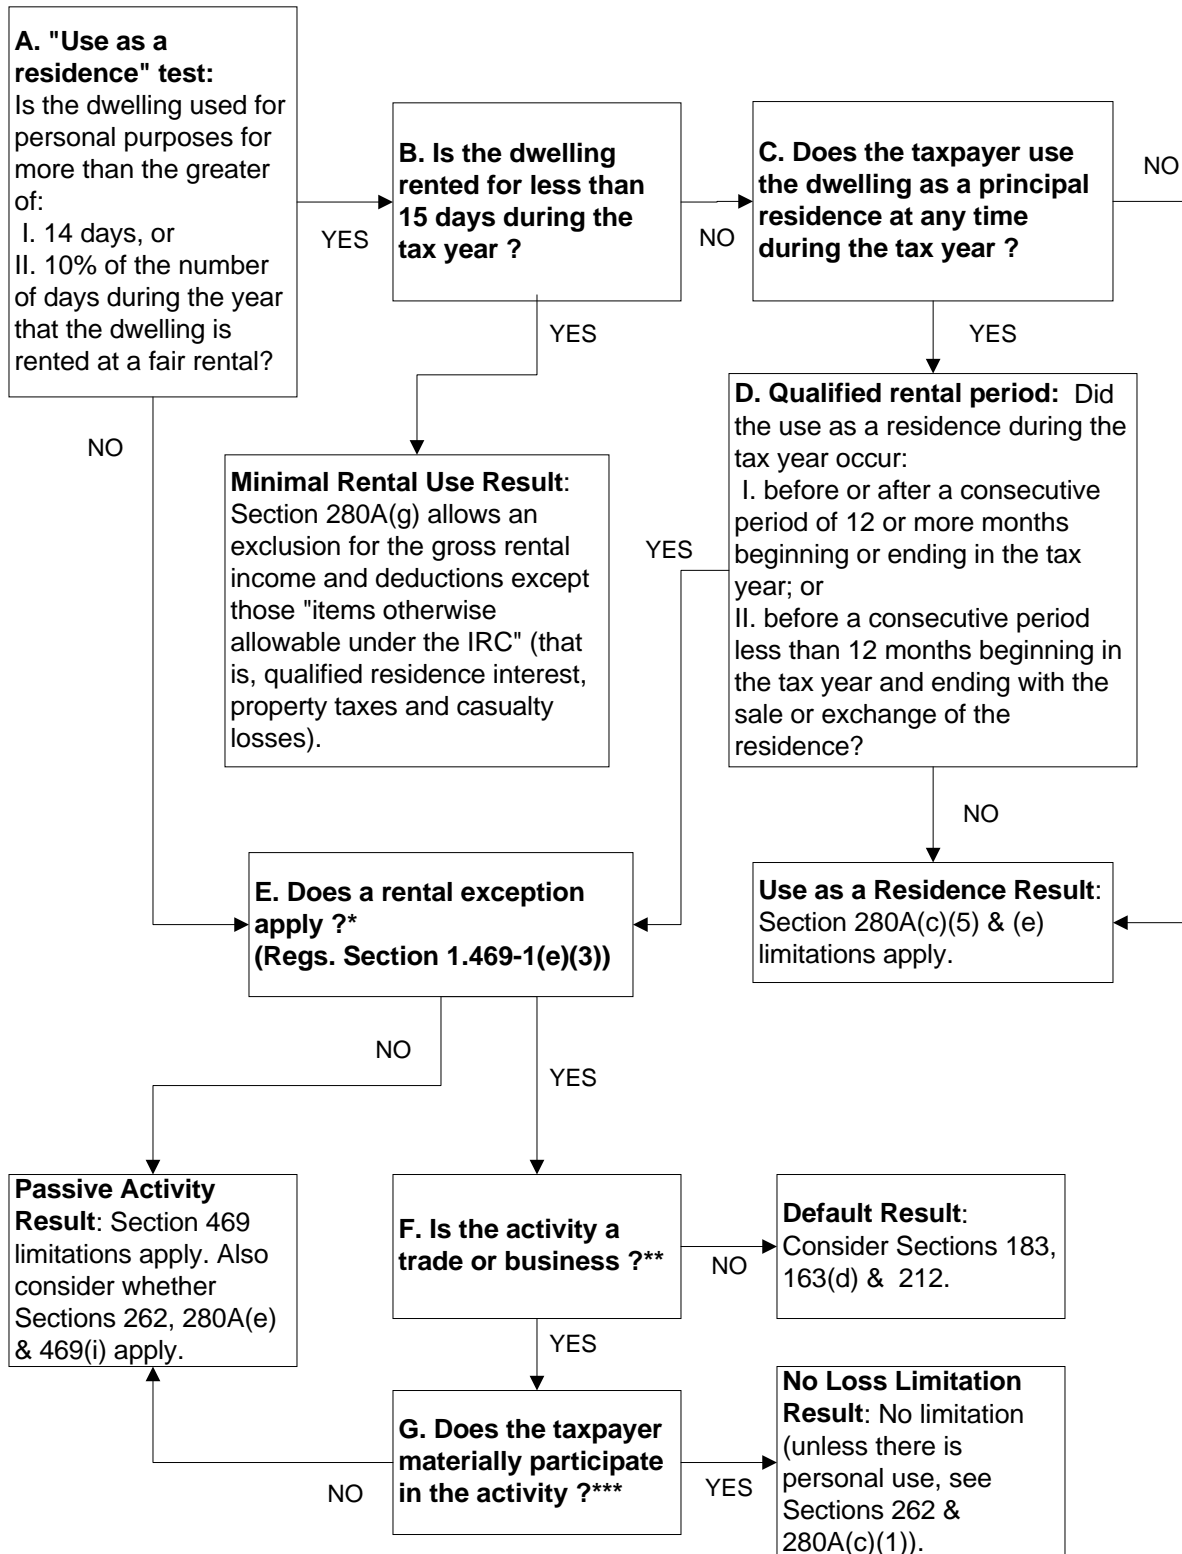 A. "Use as a
residence" test:
Is the dwelling used for
personal purposes for
more than the greater
of:
I. 14 days, or
II. 10% of the number
of days during the year
that the dwelling is
rented at a fair rental?
YES
NO
B. Is the dwelling
rented for less than
15 days during the
tax year ?
NO
YES
C. Does the taxpayer use
the dwelling as a principal
residence at any time
during the tax year ?
NO
YES
Minimal Rental Use Result:
Section 280A(g) allows an
exclusion for the gross rental
income and deductions except
those "items otherwise
allowable under the IRC" (that
is, qualified residence interest,
property taxes and casualty
losses).
D. Qualified rental period: Did
the use as a residence during the
tax year occur:
I. before or after a consecutive
period of 12 or more months
beginning or ending in the tax
year; or
II. before a consecutive period
less than 12 months beginning in
the tax year and ending with the
sale or exchange of the
residence?
YES
NO
E. Does a rental exception
apply ?*
(Regs. Section 1.469-1(e)(3))
NO
YES
Use as a Residence Result:
Section 280A(c)(5) & (e)
limitations apply.
Passive Activity
Result: Section 469
limitations apply. Also
consider whether
Sections 262, 280A(e)
& 469(i) apply.
F. Is the activity a
trade or business ?**
NO
YES
Default Result:
Consider Sections 183,
163(d) & 212.
G. Does the taxpayer
materially participate
in the activity ?***
NO
YES
No Loss Limitation
Result: No limitation
(unless there is
personal use, see
Sections 262 &
280A(c)(1)).